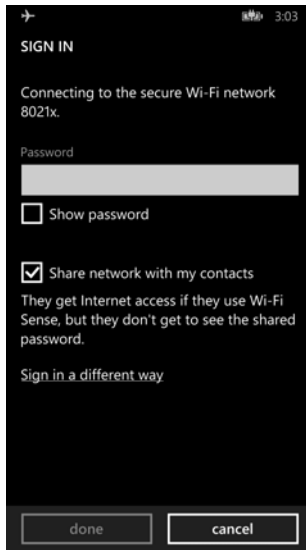 3:03
SIGN IN
Connecting to the secure Wi-Fi network
8021x.
Password
Show password
Share network with my contacts
They get Internet access if they use Wi-Fi
Sense, but they don't get to see the shared
password.
Sign in a different way
done
cancel